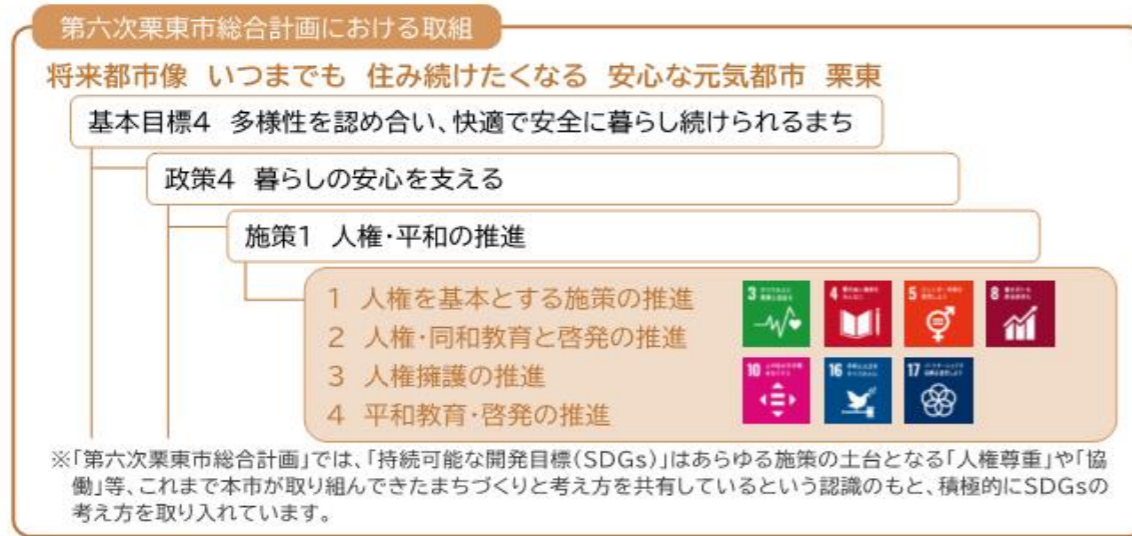 第六次栗東市総合計画における取組
将来都市像 いつまでも 住み続けたくなる 安心な元気都市 栗東
基本目標4 多様性を認め合い、快適で安全に暮らし続けられるまち
政策4 暮らしの安心を支える
施策1 人権・平和の推進
1 人権を基本とする施策の推進
2 人権・同和教育と啓発の推進
3 人権擁護の推進
4 平和教育・啓発の推進
3
4
5
8
10
16
17
※「第六次栗東市総合計画」では、「持続可能な開発目標(SDGs)」はあらゆる施策の土台となる「人権尊重」や「協
働」等、これまで本市が取り組んできたまちづくりと考え方を共有しているという認識のもと、積極的にSDGsの
考え方を取り入れています。